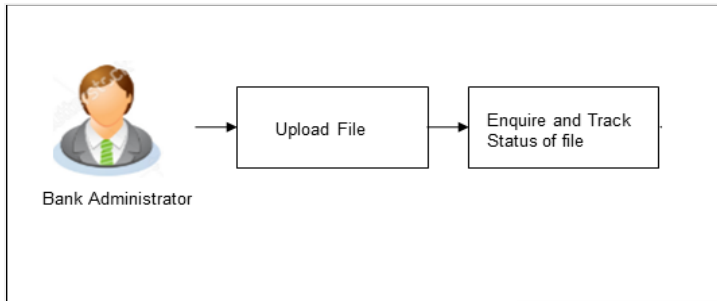 Upload File
Enquire and Track
Status of file
Bank Administrator